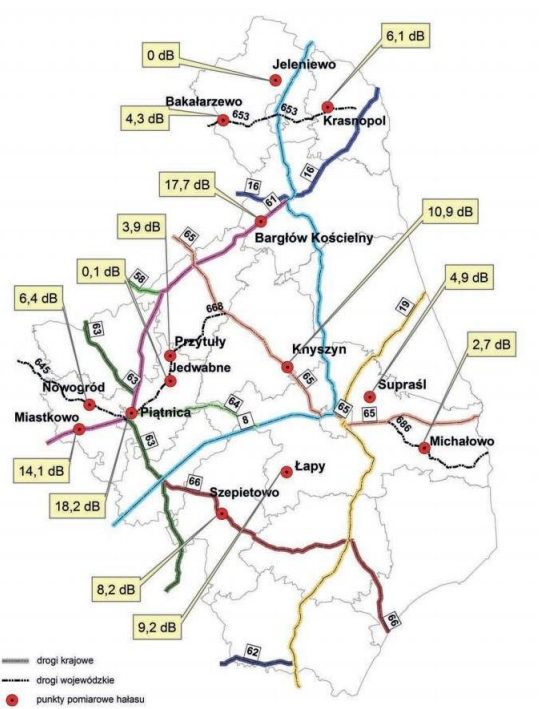 6,1 dB
0 dB
Jeleniewo
Bakałarzewo
653
653
4,3 dB
Krasnopol
17,7 dB
16
16
61
10,9 dB
3,9 dB
65
Bargłów Kościelny
0,1 dB
58
4,9 dB
6,4 dB
19
668
63
2,7 dB
Przytuły
Knyszyn
645
63
Jedwabne
65
Supraśl
Nowogród
64
65
65
Miastkowo
Piątnica
8
686
63
Michałowo
14,1 dB
Łapy
66
18,2 dB
Szepietowo
8,2 dB
9,2 dB
66
62
drogi krajowe
drogi wojewódzkie
punkty pomiarowe hałasu